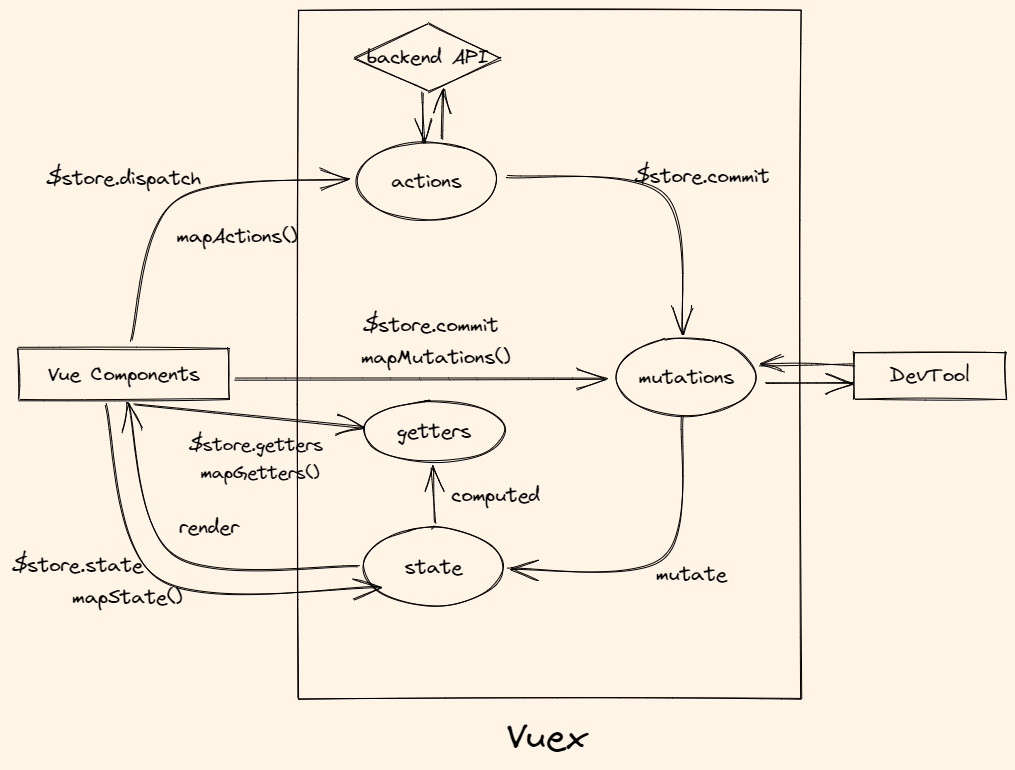 backend API
$store.dispatch
actions
$store.commit
mapActions()
$store.commit
mapMutations()
Vue Components
mutations
DevTool
getters
$store.getters
mapGetters()
computed
render
$store.state
state
mutate
mapState()
Vuex